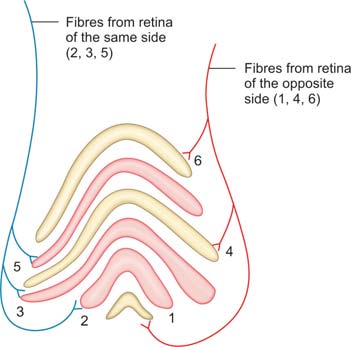 Fibres from retina
of the same side
(2, 3, 5)
Fibres from retina
of the opposite
side (1, 4, 6)
6
5
4
3
2
1